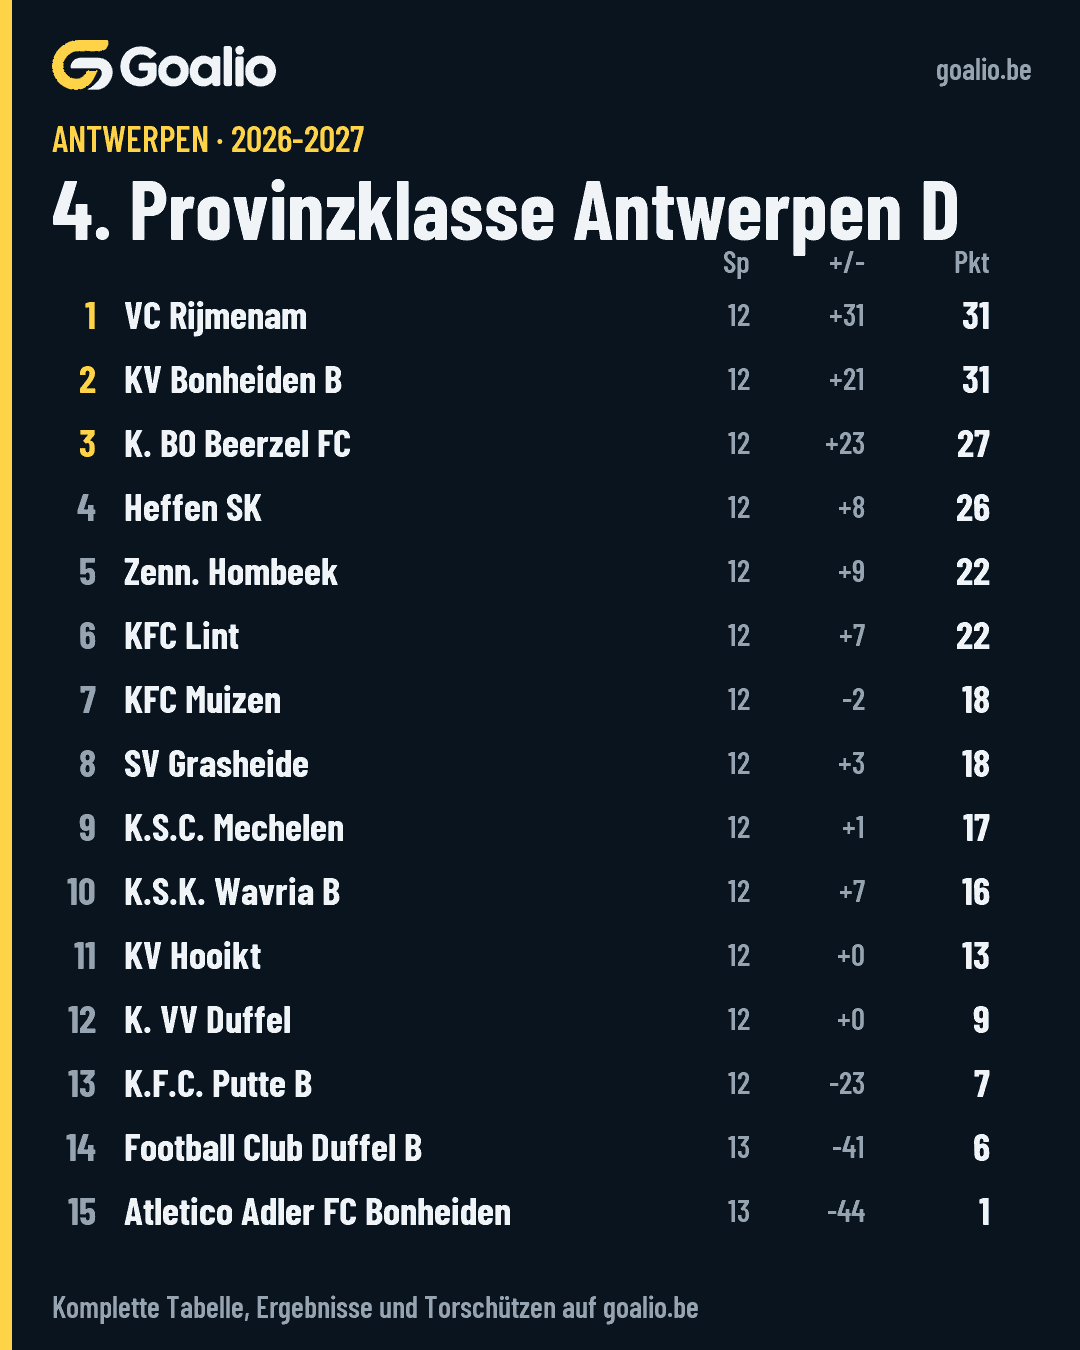 Goalio goalio.be
ANTWERPEN · 2026-2027
4. Provinzklasse Antwerpen D
Sp +/- Pkt
1 VC Rijmenam 12 +31 31
2 KV Bonheiden B 12 +21 31
3 K. BO Beerzel FC 12 +23 27
4 Heffen SK 12 +8 26
5 Zenn. Hombeek 12 +9 22
6 KFC Lint 12 +7 22
7 KFC Muizen 12 -2 18
8 SV Grasheide 12 +3 18
9 K.S.C. Mechelen 12 +1 17
10 K.S.K. Wavria B 12 +7 16
11 KV Hooikt 12 +0 13
12 K. VV Duffel 12 +0 9
13 K.F.C. Putte B 12 -23 7
14 Football Club Duffel B 13 -41 6
15 Atletico Adler FC Bonheiden 13 -44 1
Komplette Tabelle, Ergebnisse und Torschützen auf goalio.be